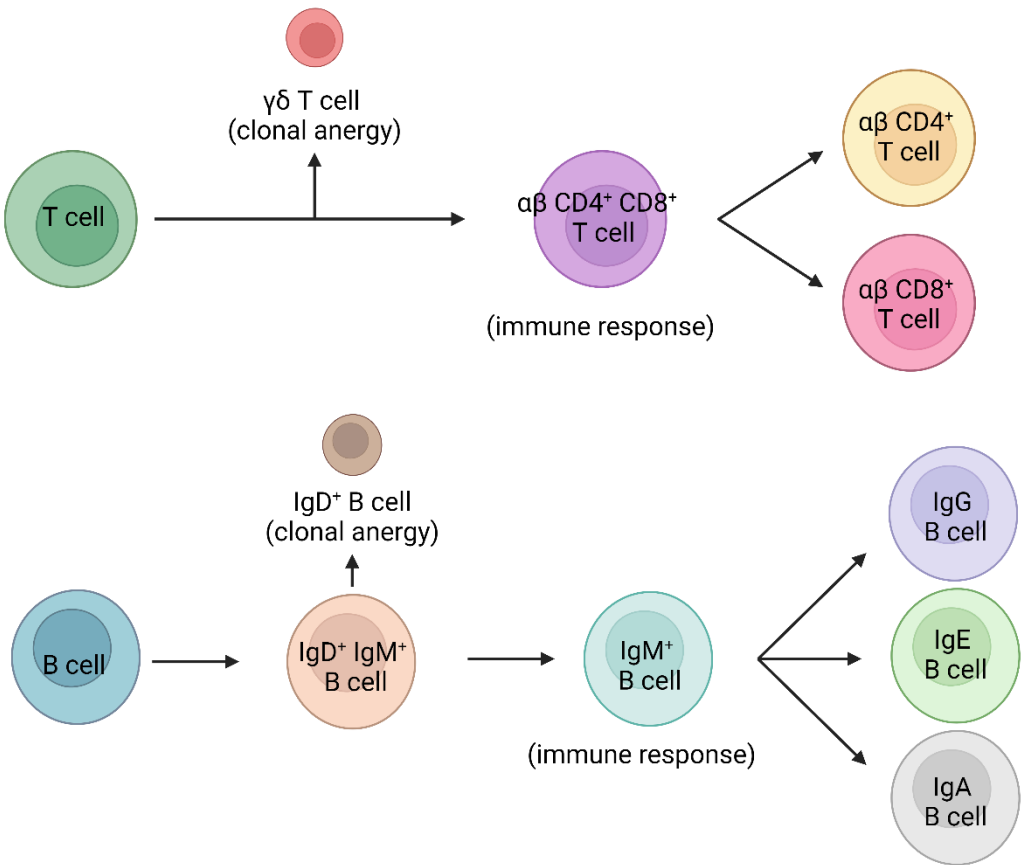 γδ T cell
(clonal anergy)
T cell
αβ CD4⁺ CD8⁺
T cell
(immune response)
αβ CD4⁺
T cell
αβ CD8⁺
T cell
IgD⁺ B cell
(clonal anergy)
B cell
IgD⁺ IgM⁺
B cell
IgM⁺
B cell
(immune response)
IgG
B cell
IgE
B cell
IgA
B cell